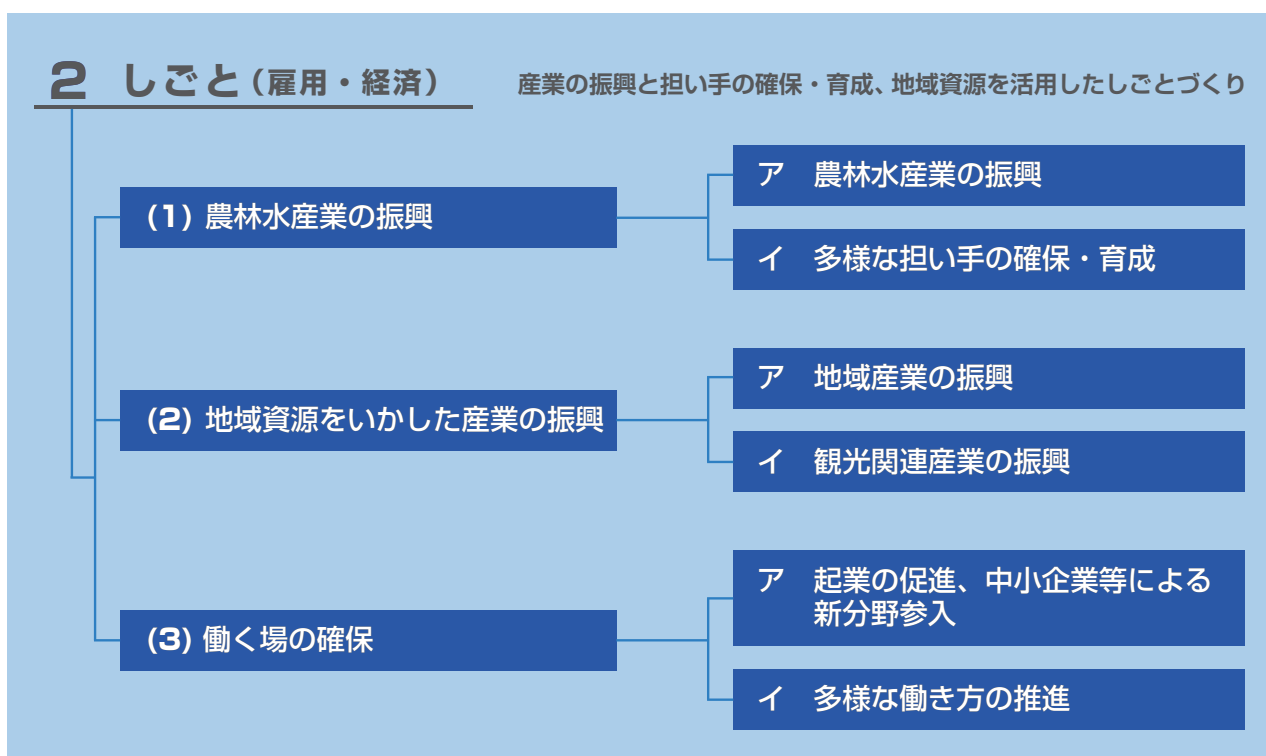 2 しごと(雇用・経済)
産業の振興と担い手の確保・育成、地域資源を活用したしごとづくり
(1) 農林水産業の振興
ア 農林水産業の振興
イ 多様な担い手の確保・育成
(2) 地域資源をいかした産業の振興
ア 地域産業の振興
イ 観光関連産業の振興
(3) 働く場の確保
ア 起業の促進、中小企業等による
新分野参入
イ 多様な働き方の推進